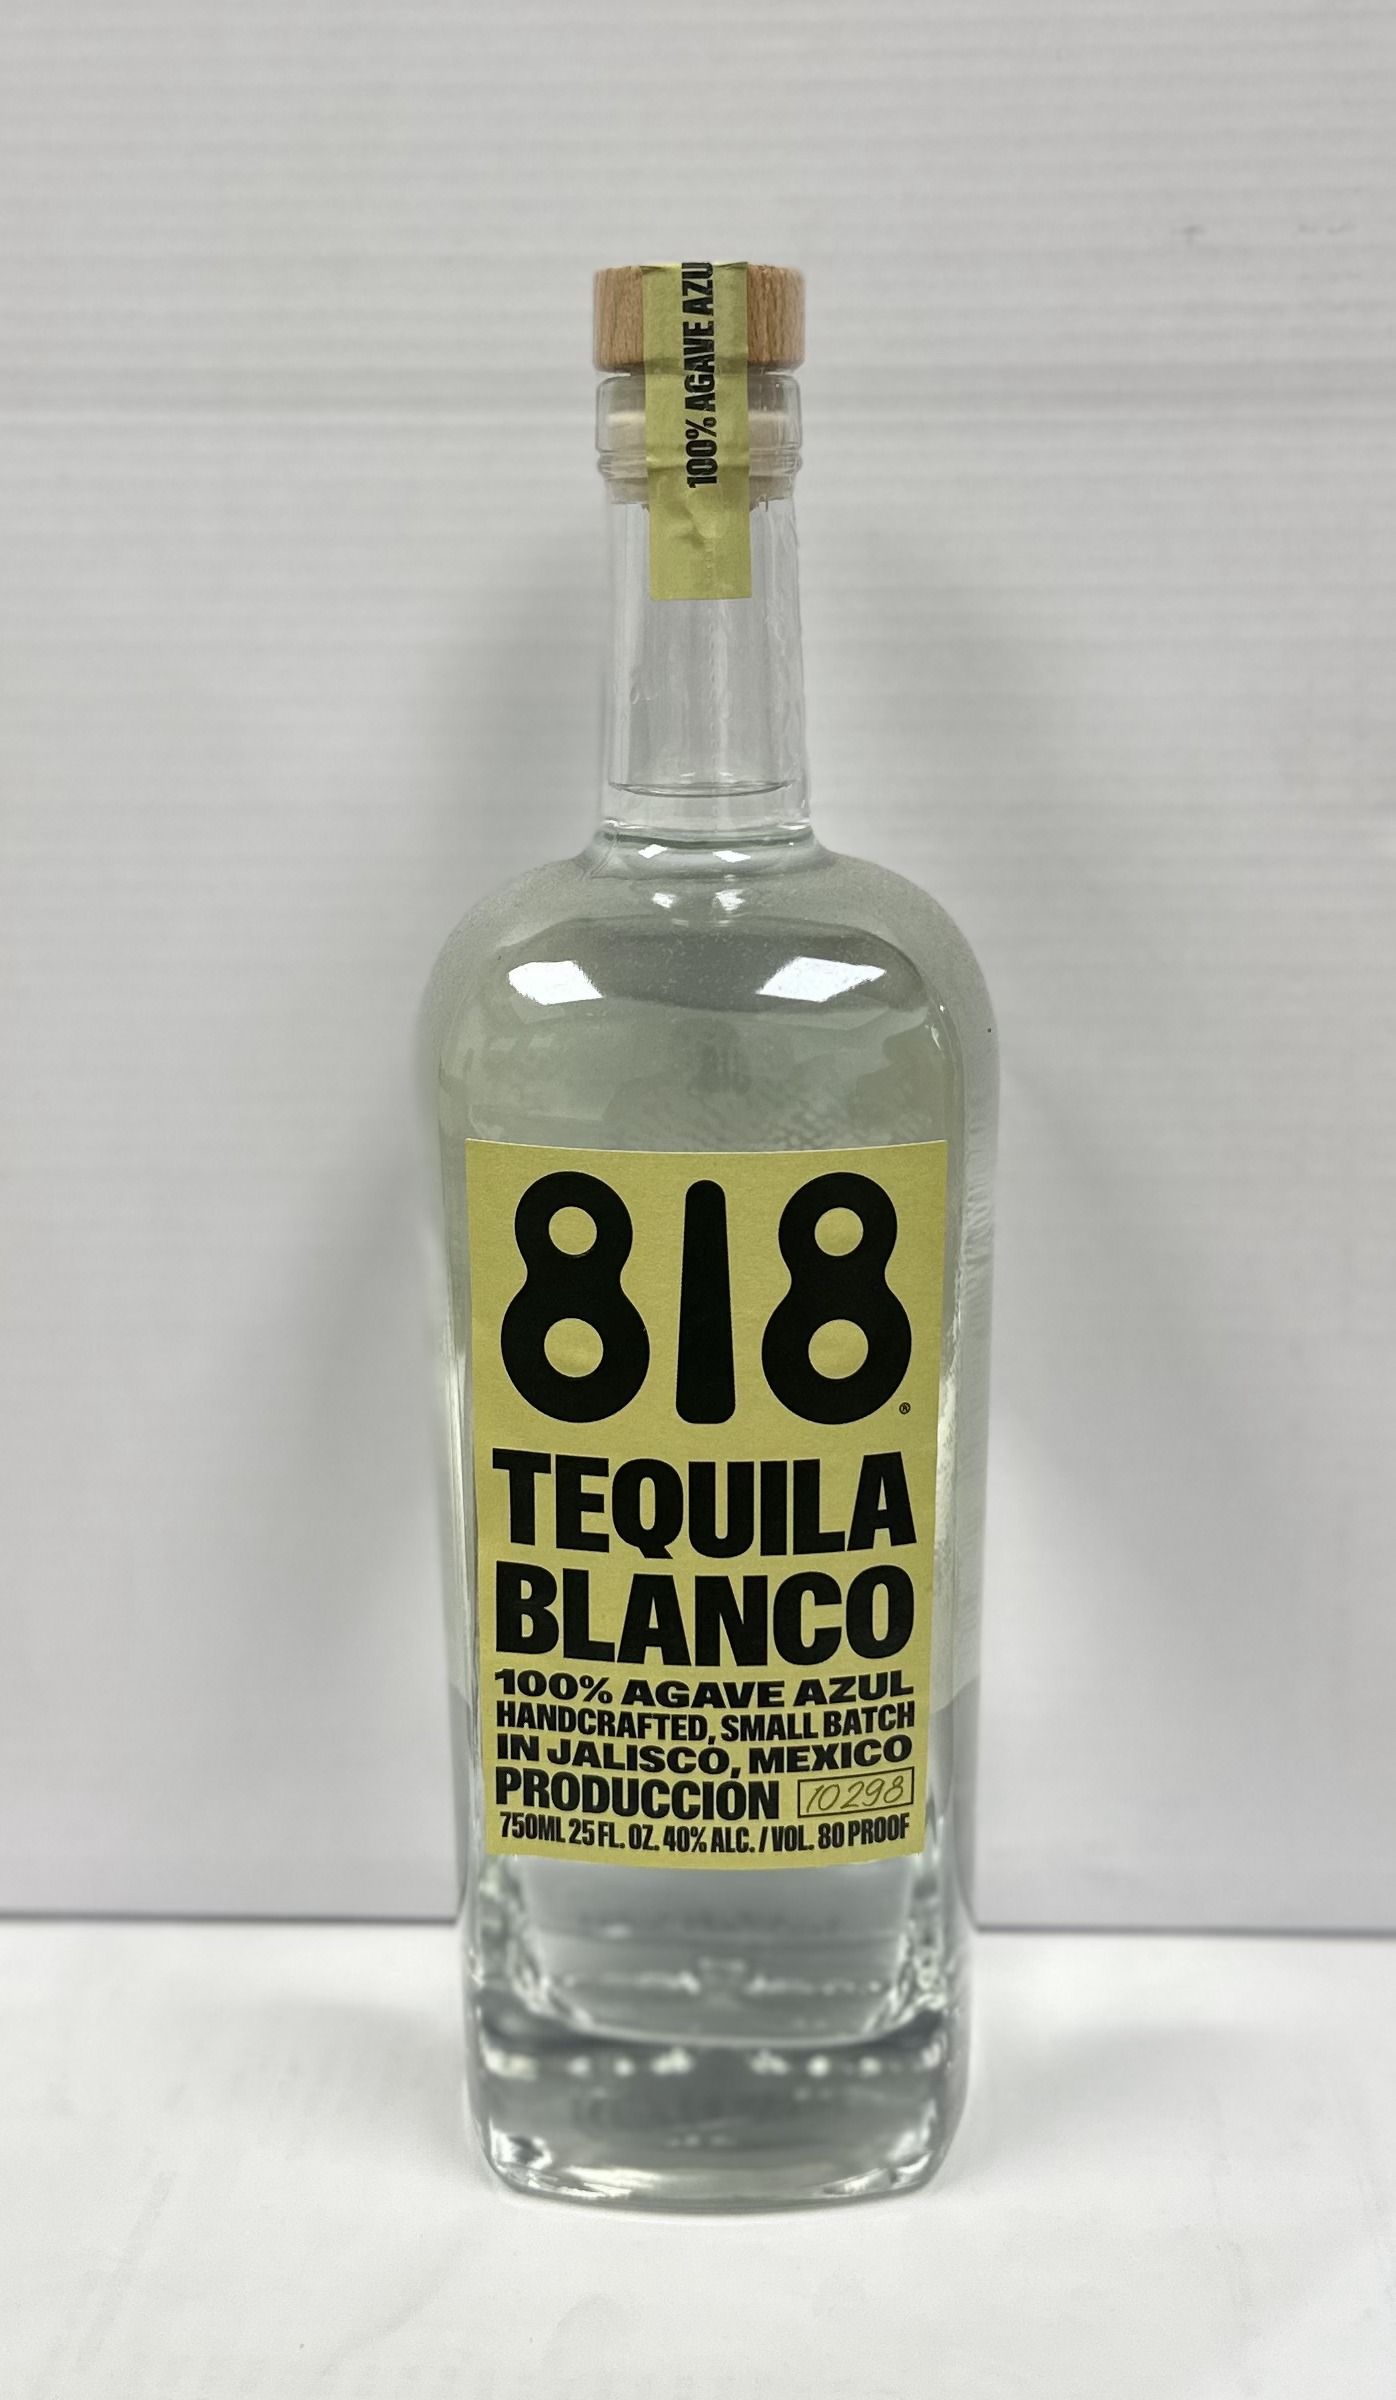 100% AGAVE AZU
818®
TEQUILA
BLANCO
100% AGAVE AZUL
HANDCRAFTED, SMALL BATCH
IN JALISCO, MEXICO
PRODUCCIÓN 10298
750ML 25 FL. OZ. 40% ALC. / VOL. 80 PROOF